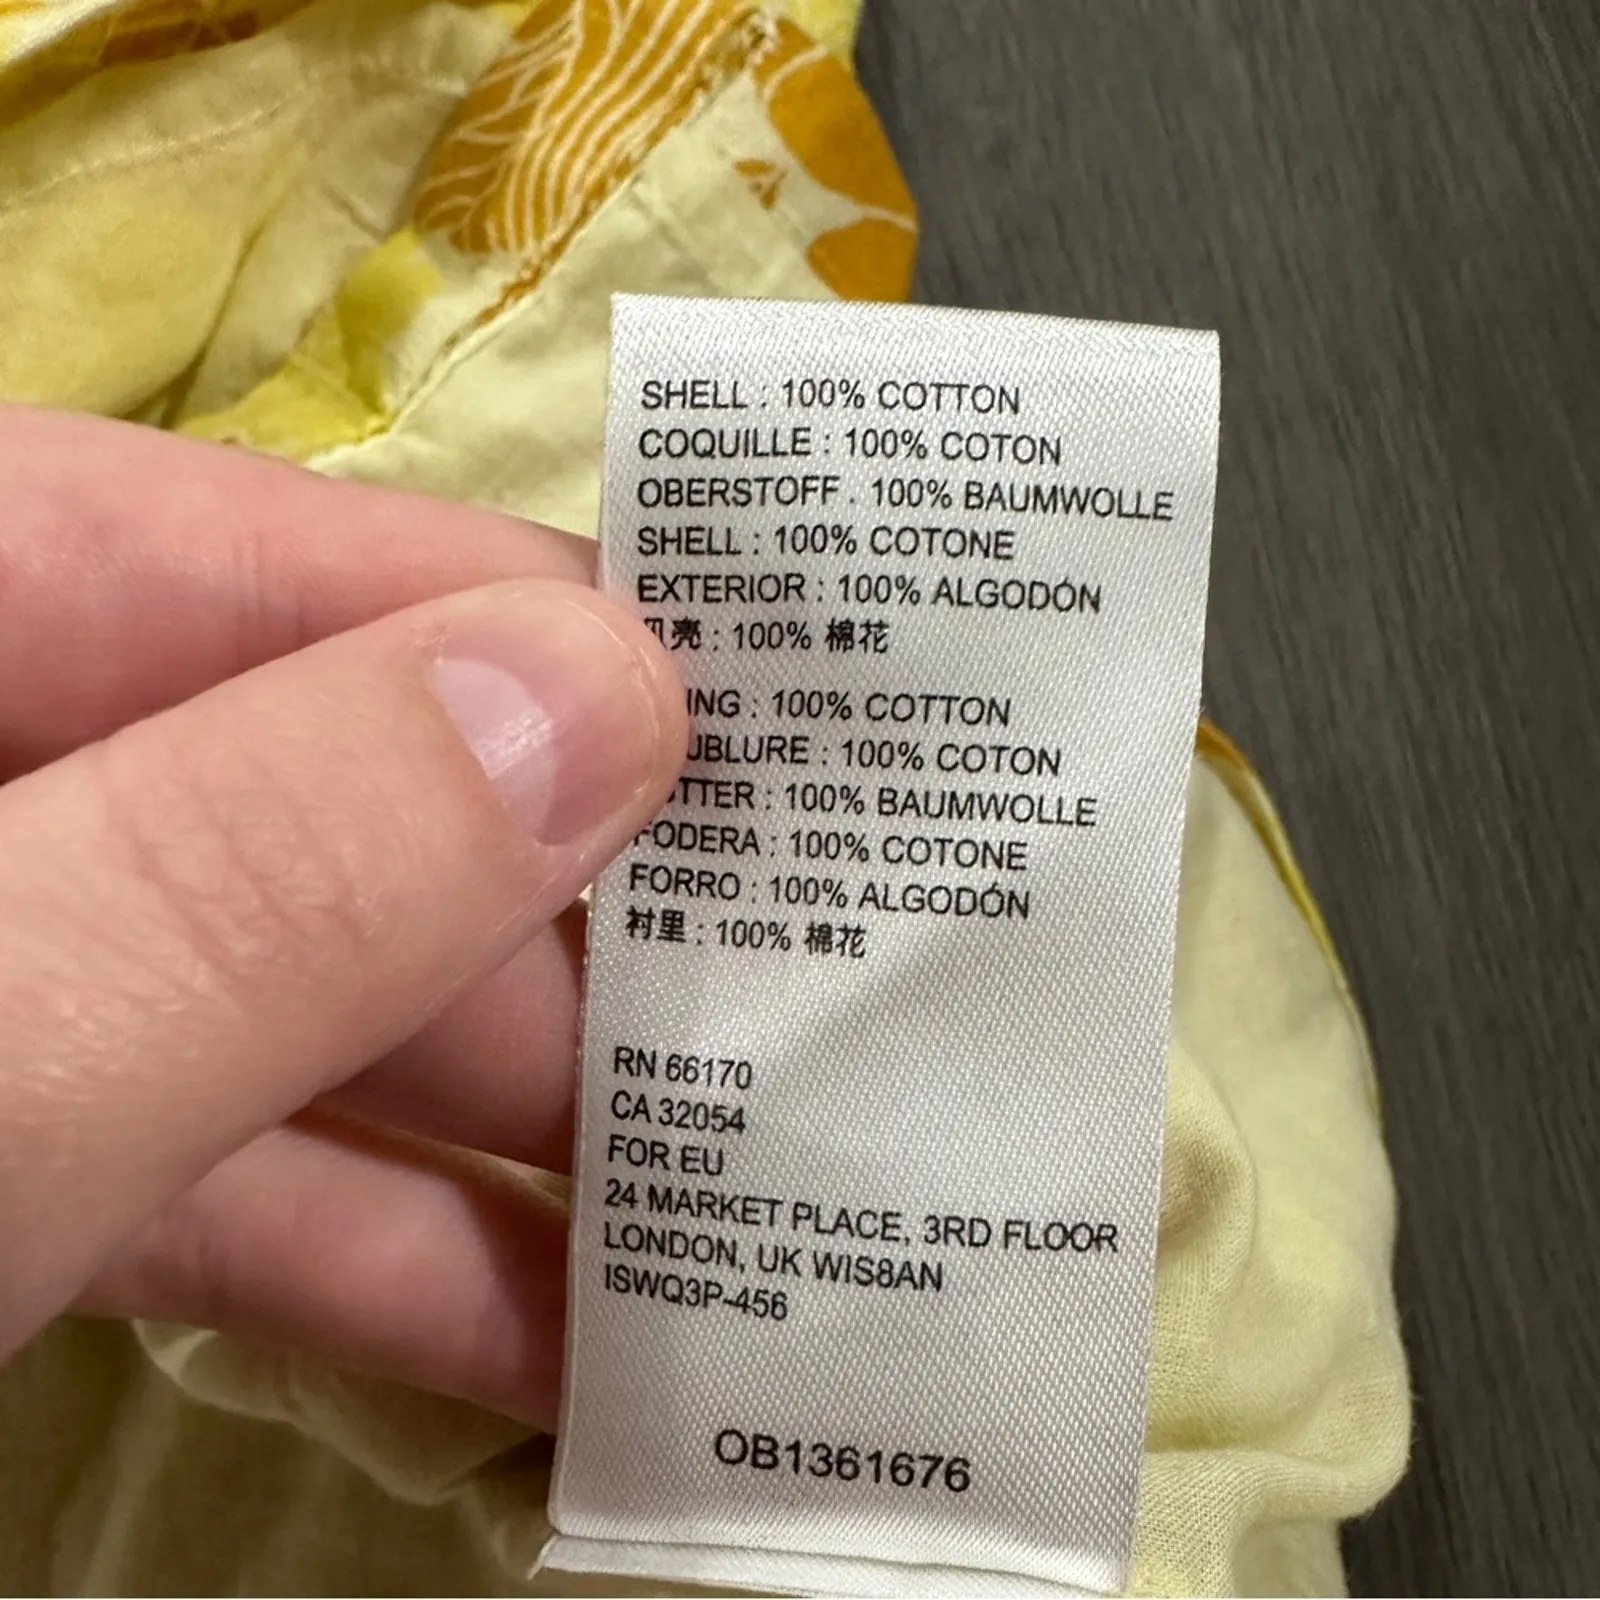 SHELL : 100% COTTON
COQUILLE : 100% COTON
OBERSTOFF . 100% BAUMWOLLE
SHELL : 100% COTONE
EXTERIOR : 100% ALGODÓN
: 100% 棉花
: 100% COTTON
: 100% COTON
: 100% BAUMWOLLE
FODERA : 100% COTONE
FORRO : 100% ALGODÓN
衬里 : 100% 棉花
RN 66170
CA 32054
FOR EU
24 MARKET PLACE, 3RD FLOOR
LONDON, UK WIS8AN
ISWQ3P-456
OB1361676